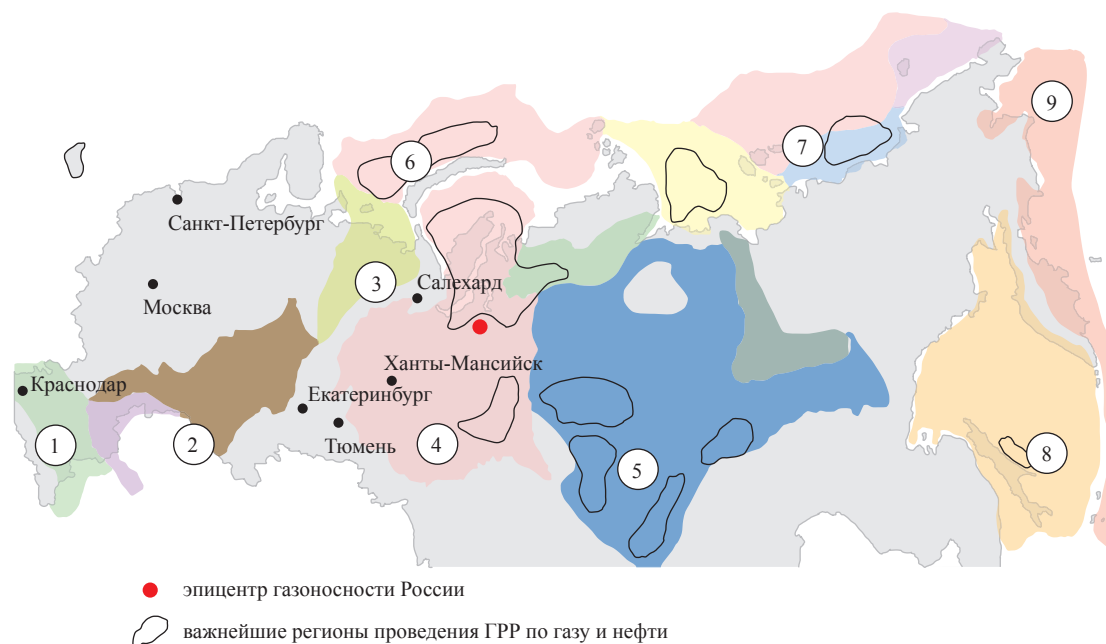 9
7
6
Санкт-Петербург
3
Салехард
Москва
Ханты-Мансийск
Краснодар
Екатеринбург
1
2
Тюмень
4
5
8
эпицентр газоносности России
важнейшие регионы проведения ГРР по газу и нефти